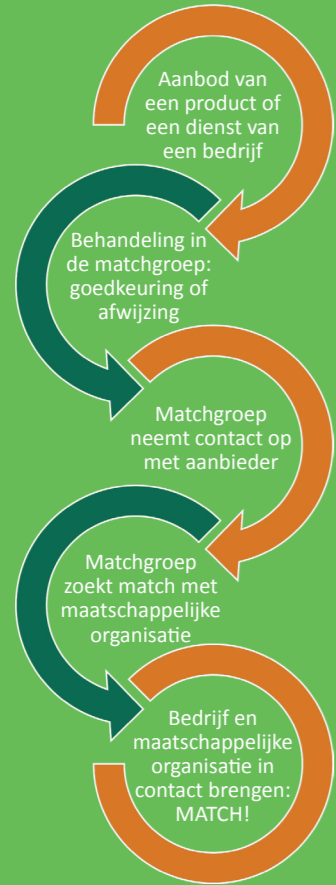 Aanbod van
een product of
een dienst van
een bedrijf
Behandeling in
de matchgroep:
goedkeuring of
afwijzing
Matchgroep
neemt contact op
met aanbieder
Matchgroep
zoekt match met
maatschappelijke
organisatie
Bedrijf en
maatschappelijke
organisatie in
contact brengen:
MATCH!